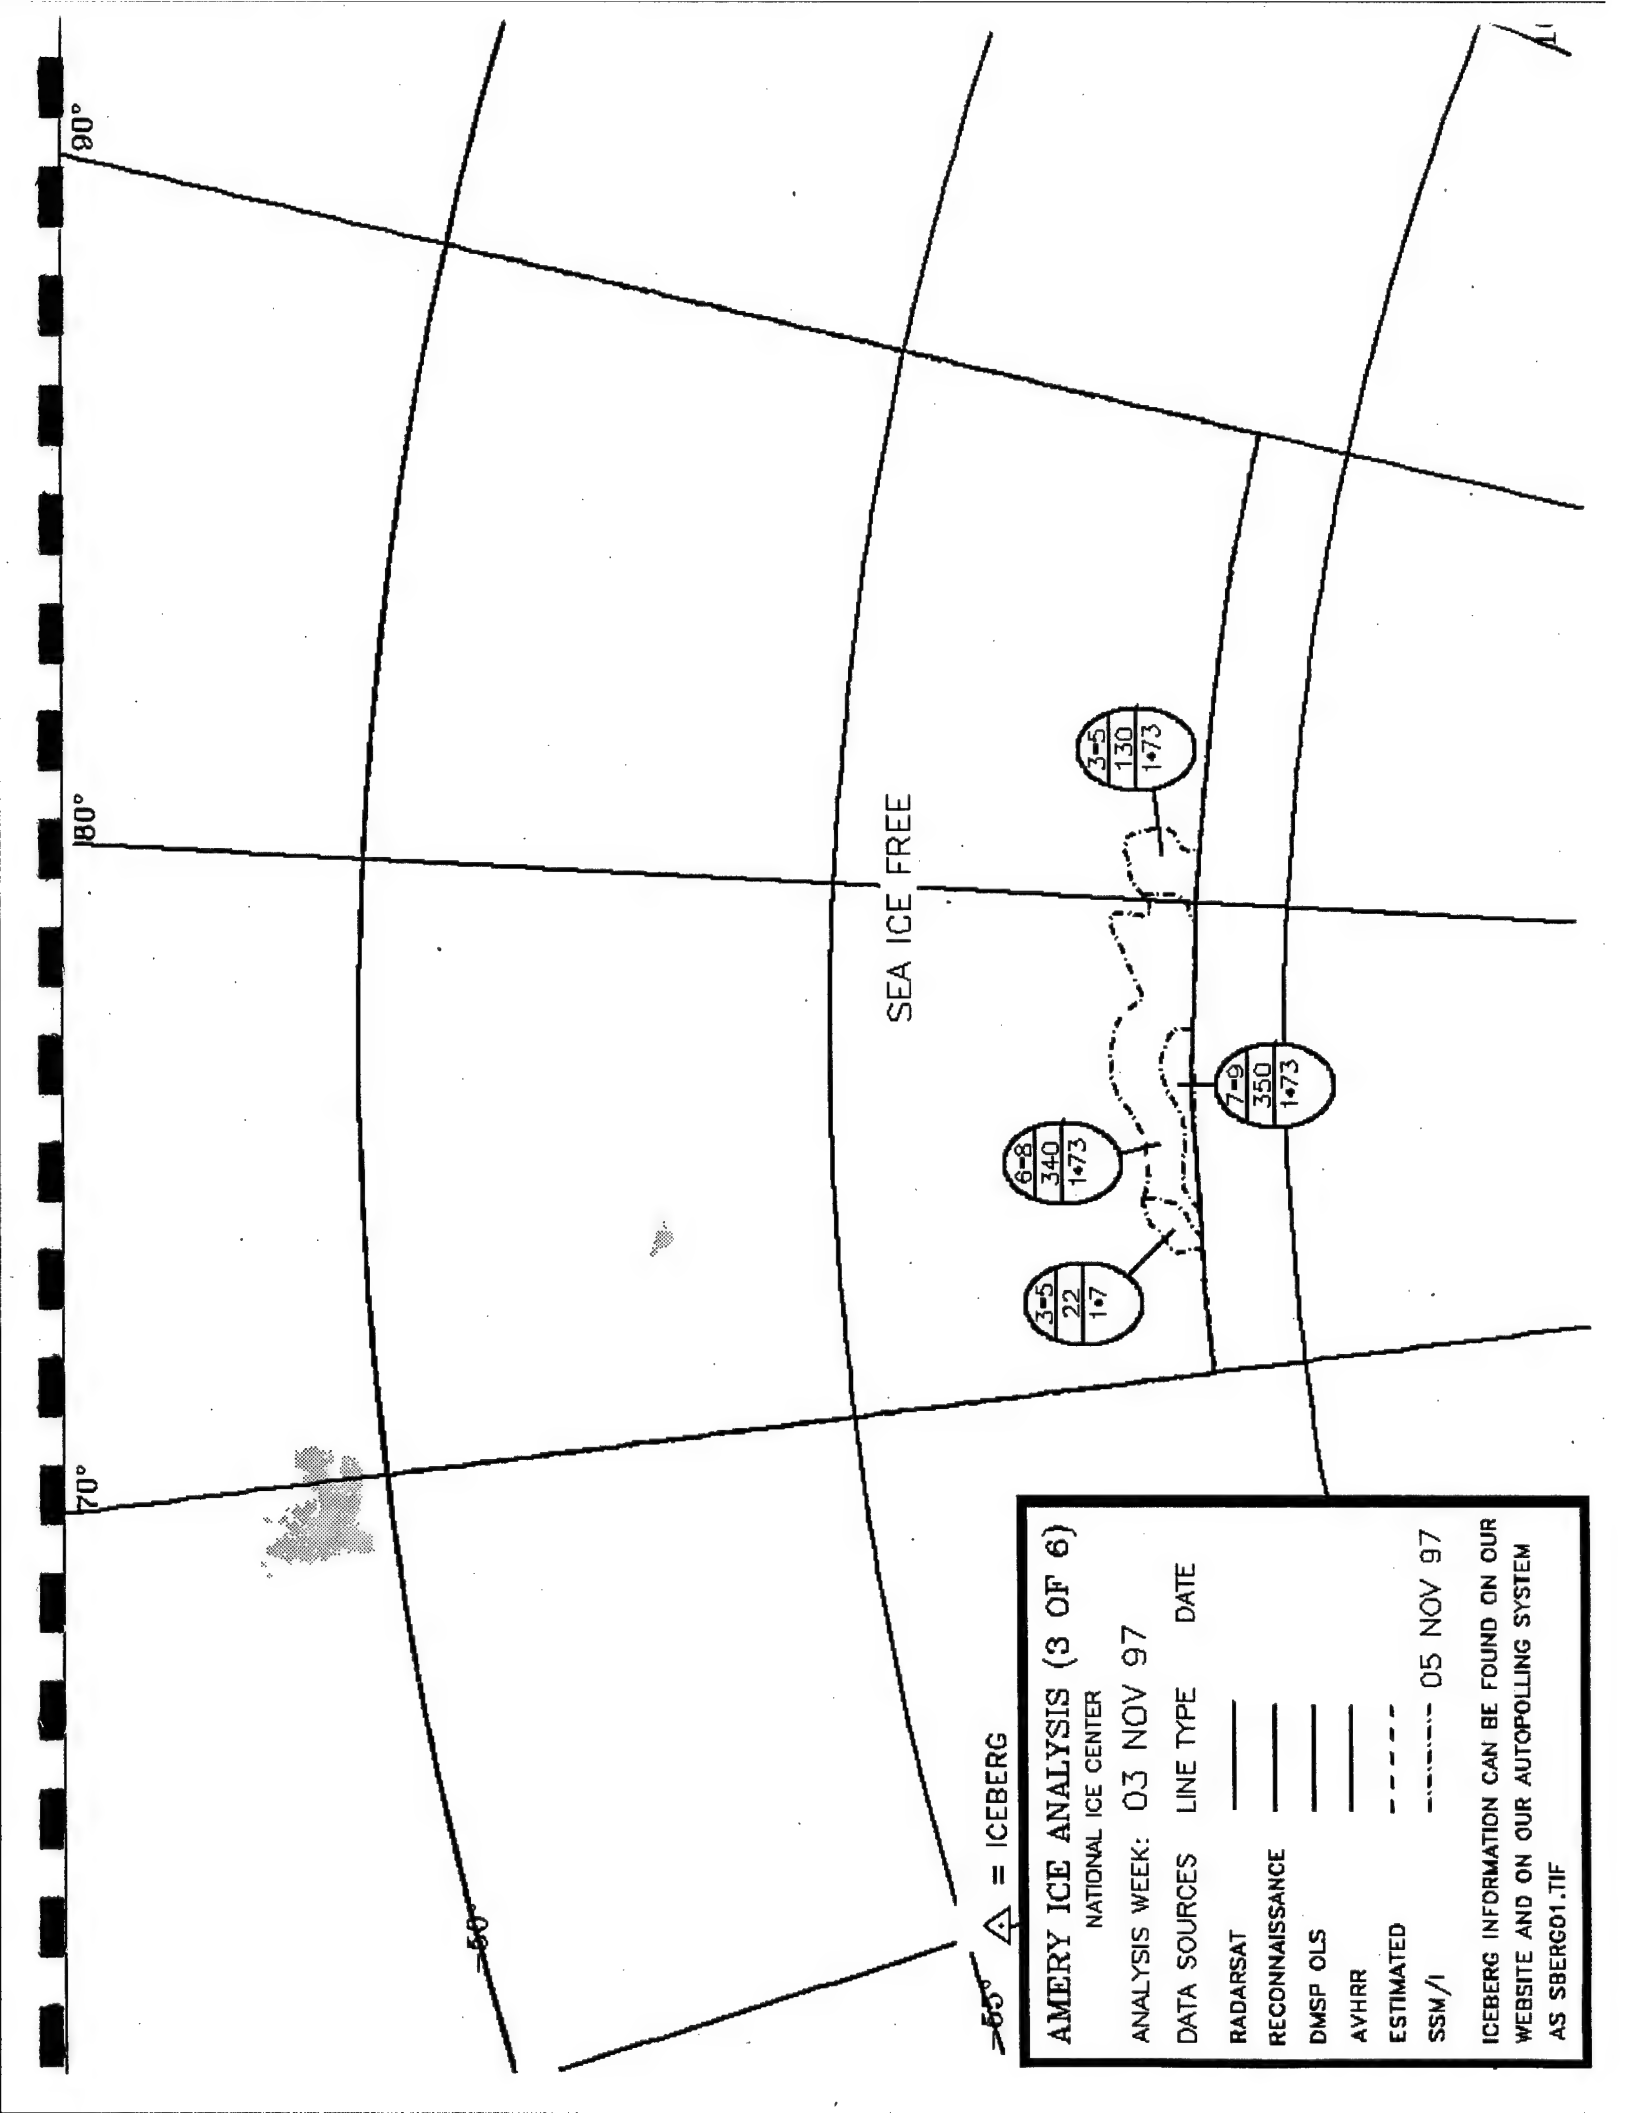 90°
80°
70°
-50°
-55°
SEA ICE FREE
3-5
130
1•73
7-9
350
1•73
6-8
340
1•73
3-5
22
1•7
= ICEBERG
AMERY ICE ANALYSIS (3 OF 6)
NATIONAL ICE CENTER
ANALYSIS WEEK: 03 NOV 97
DATA SOURCES LINE TYPE DATE
RADARSAT
RECONNAISSANCE
DMSP OLS
AVHRR
ESTIMATED
SSM/I 05 NOV 97
ICEBERG INFORMATION CAN BE FOUND ON OUR
WEBSITE AND ON OUR AUTOPOLLING SYSTEM
AS SBERG01.TIF